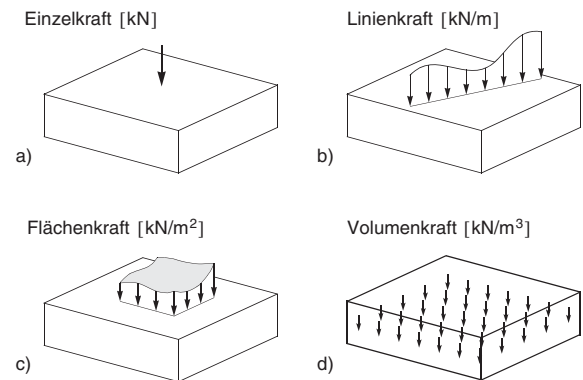 Einzelkraft [kN]
Linienkraft [kN/m]
a)
b)
Flächenkraft [kN/m²]
Volumenkraft [kN/m³]
c)
d)